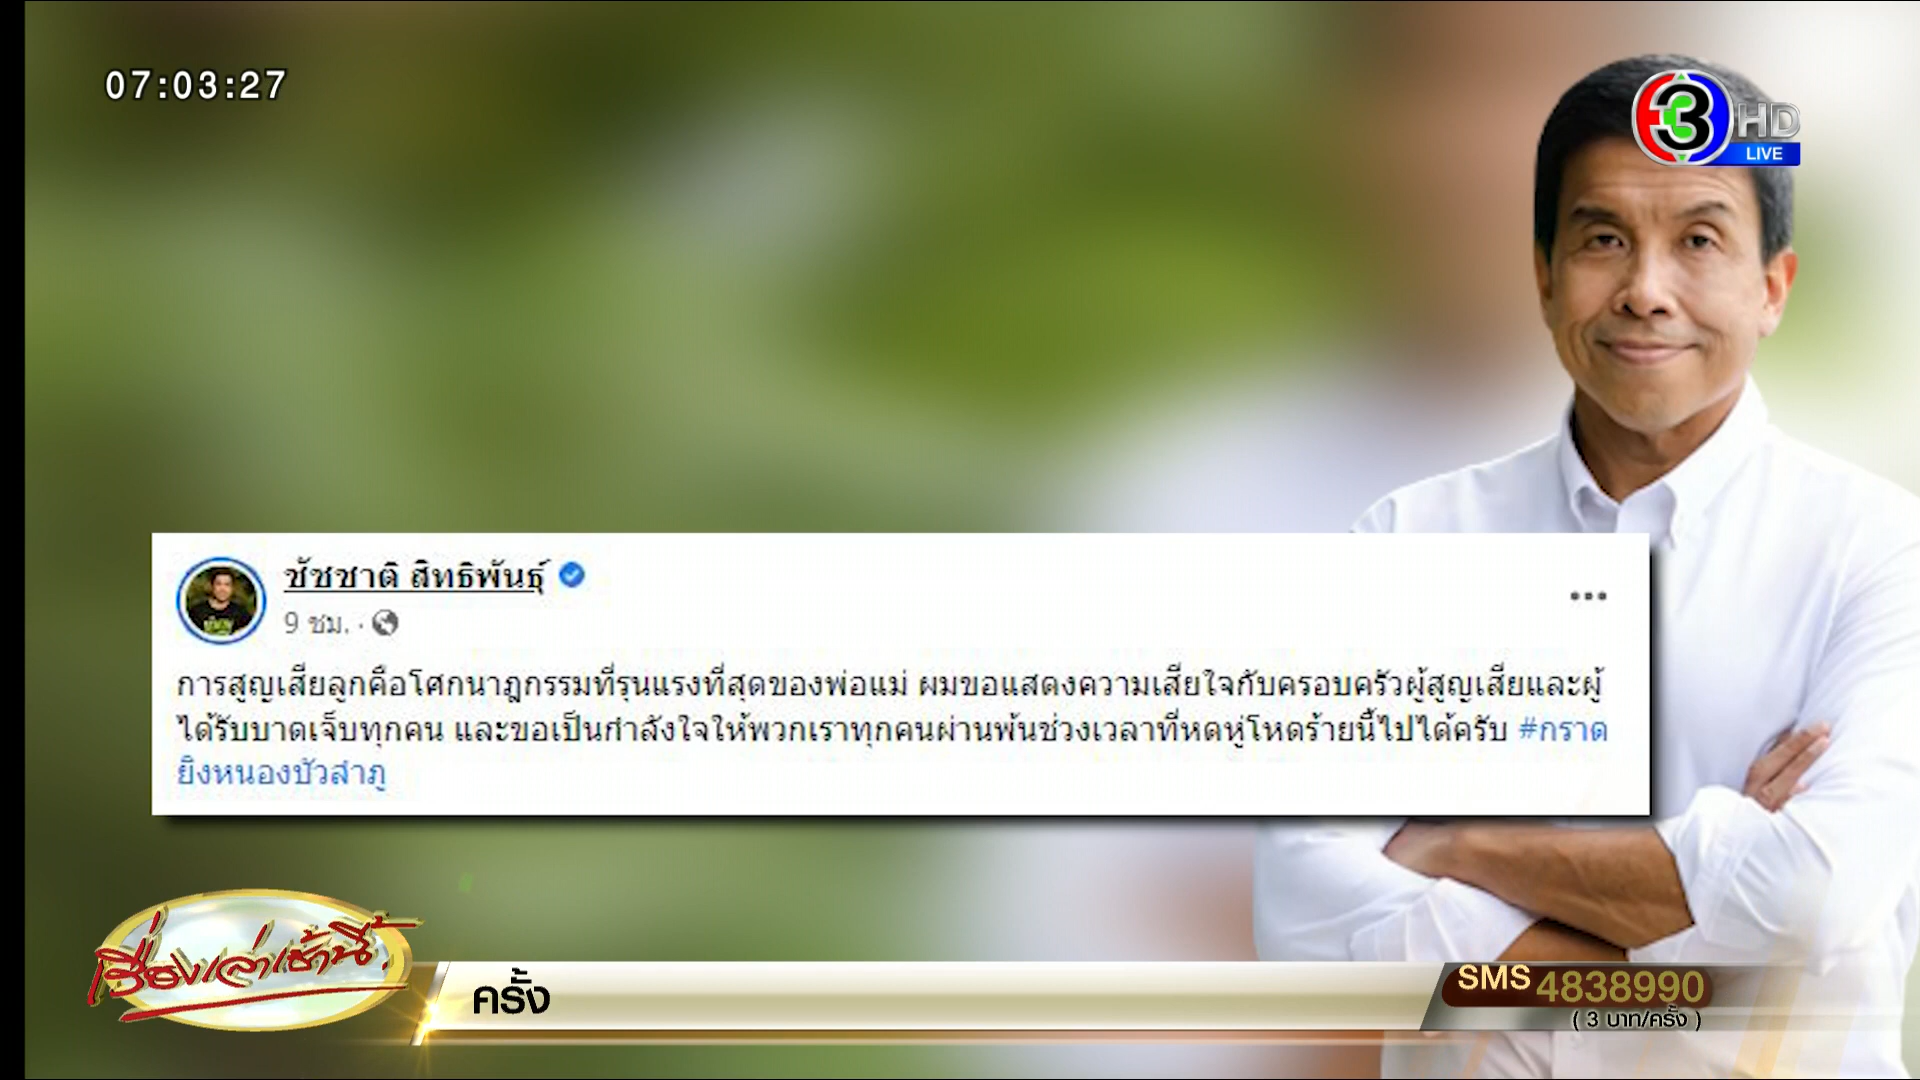 07:03:27
3 HD
LIVE
ชัชชาติ สิทธิพันธุ์
9 ชม. ·
การสูญเสียลูกคือโศกนาฎกรรมที่รุนแรงที่สุดของพ่อแม่ ผมขอแสดงความเสียใจกับครอบครัวผู้สูญเสียและผู้
ได้รับบาดเจ็บทุกคน และขอเป็นกำลังใจให้พวกเราทุกคนผ่านพ้นช่วงเวลาที่หดหู่โหดร้ายนี้ไปได้ครับ #กราด
ยิงหนองบัวลำภู
เรื่องเล่าเช้านี้
ครั้ง
SMS 4838990
( 3 บาท/ครั้ง )